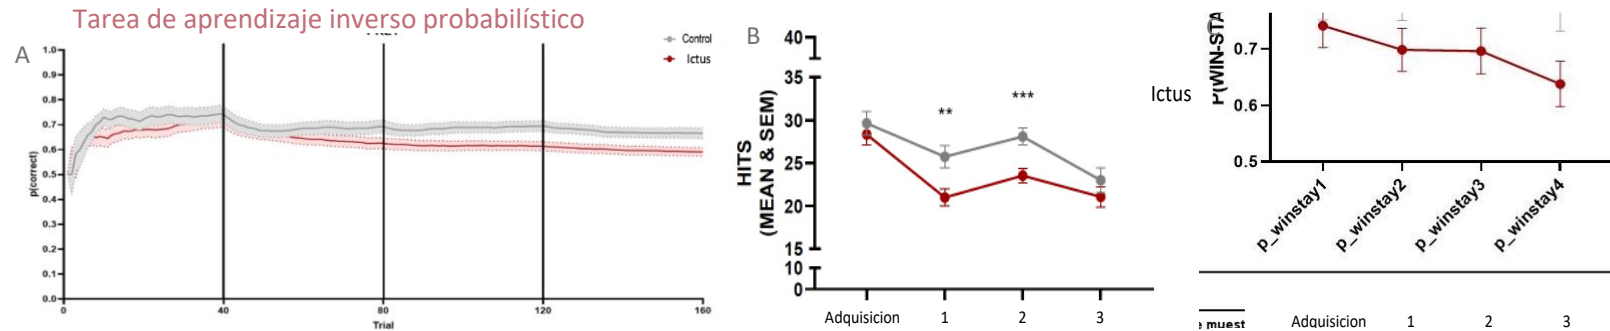 Tarea de aprendizaje inverso probabilístico
A
Control
Ictus
1.0
0.9
0.8
0.7
0.6
0.5
0.4
0.3
0.2
0.1
0.0
p(correct)
0 40 80 120 160
Trial
B
40
35
30
25
20
15
10
0
HITS
(MEAN & SEM)
**
***
Adquisicion 1 2 3
Ictus
P(WIN-STA
0.7
0.6
0.5
p_winstay1
p_winstay2
p_winstay3
p_winstay4
e muest
Adquisicion 1 2 3